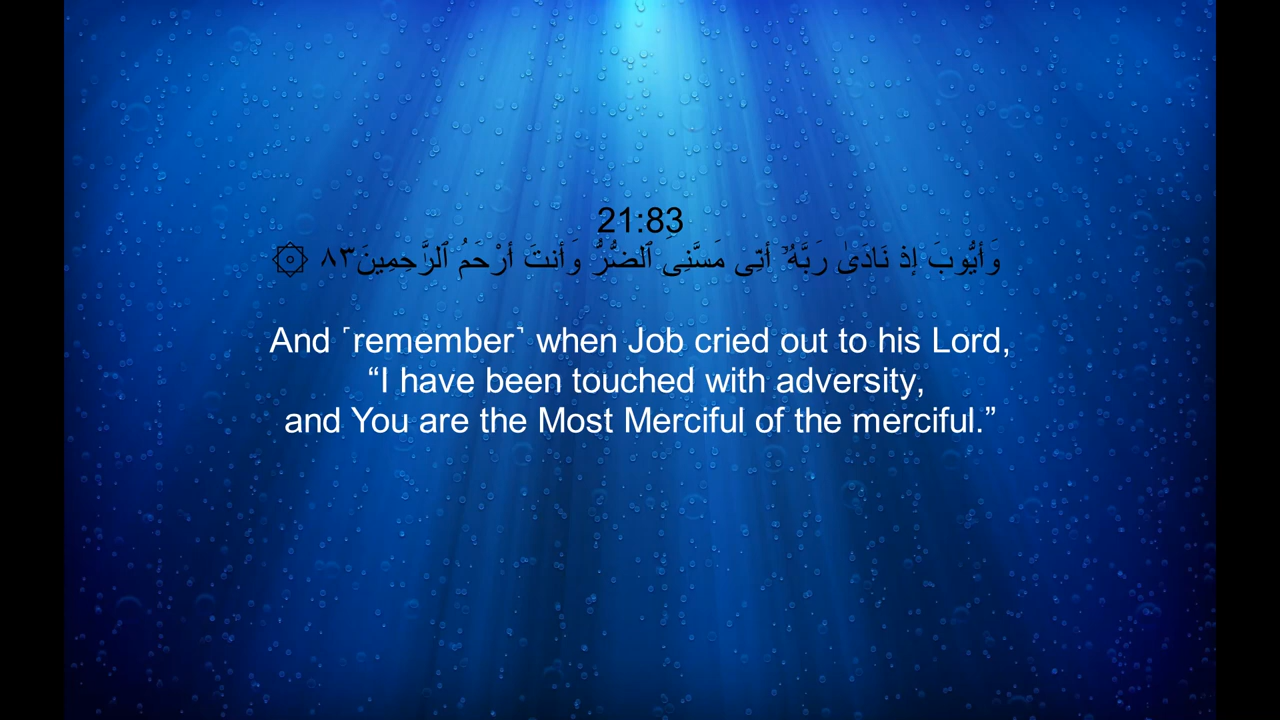 21:83
وَأَيُّوبَ إِذْ نَادَىٰ رَبَّهُۥٓ أَنِّى مَسَّنِىَ ٱلضُّرُّ وَأَنتَ أَرْحَمُ ٱلرَّٰحِمِينَ ٨٣ ۞
And ˹remember˺ when Job cried out to his Lord,
“I have been touched with adversity,
and You are the Most Merciful of the merciful.”